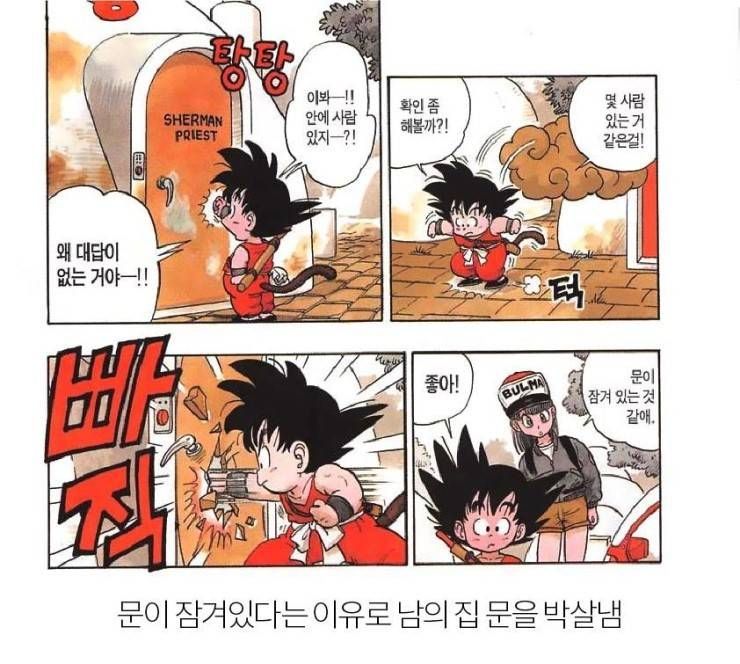 몇 사람
있는 거
같은걸!
확인 좀
해볼까?!
턱
이봐—!!
안에 사람
있지—?!
탕탕
SHERMAN
PRIEST
왜 대답이
없는 거야—!!
문이
잠겨 있는 것
같애.
BULMA
좋아!
빠
직
문이 잠겨있다는 이유로 남의 집 문을 박살냄